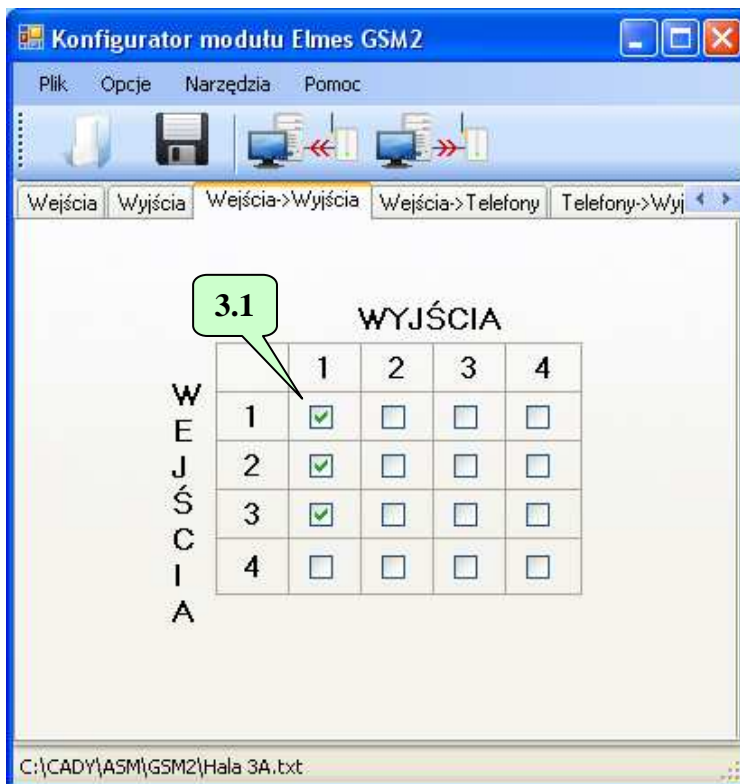 Konfigurator modułu Elmes GSM2
Plik Opcje Narzędzia Pomoc
Wejścia Wyjścia Wejścia->Wyjścia Wejścia->Telefony Telefony->Wyj
3.1
WYJŚCIA
1 2 3 4
WEJŚCIA
1
2
3
4
C:\CADY\ASM\GSM2\Hala 3A.txt